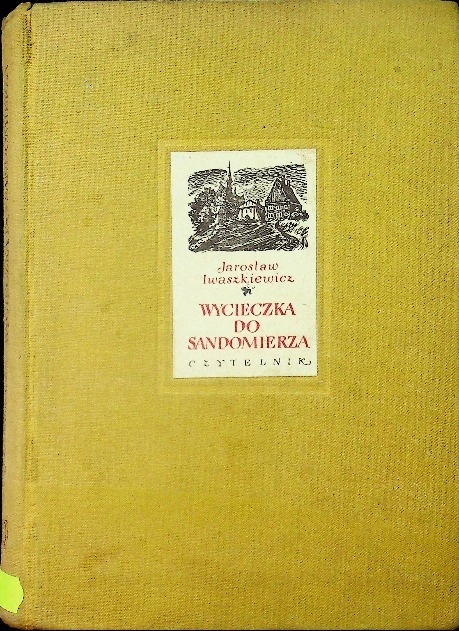 Jarosław
Iwaszkiewicz
WYCIECZKA
DO
SANDOMIERZA
CZYTELNIK